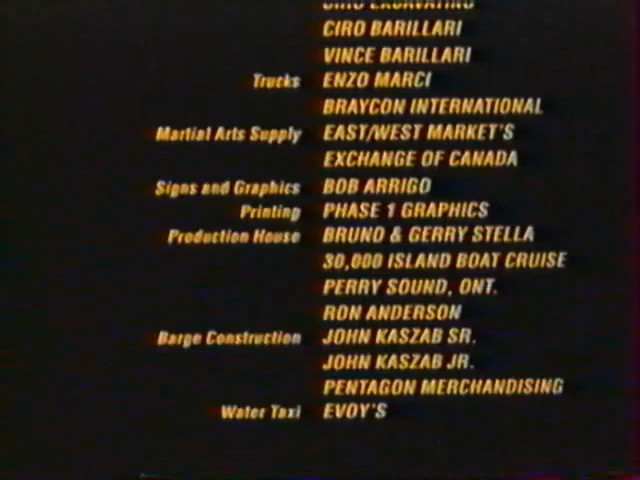 CIRO BARILLARI
VINCE BARILLARI
Trucks ENZO MARCI
BRAYCON INTERNATIONAL
Martial Arts Supply EAST/WEST MARKET'S
EXCHANGE OF CANADA
Signs and Graphics BOB ARRIGO
Printing PHASE 1 GRAPHICS
Production House BRUNO & GERRY STELLA
30,000 ISLAND BOAT CRUISE
PERRY SOUND, ONT.
RON ANDERSON
Barge Construction JOHN KASZAB SR.
JOHN KASZAB JR.
PENTAGON MERCHANDISING
Water Taxi EVOY'S